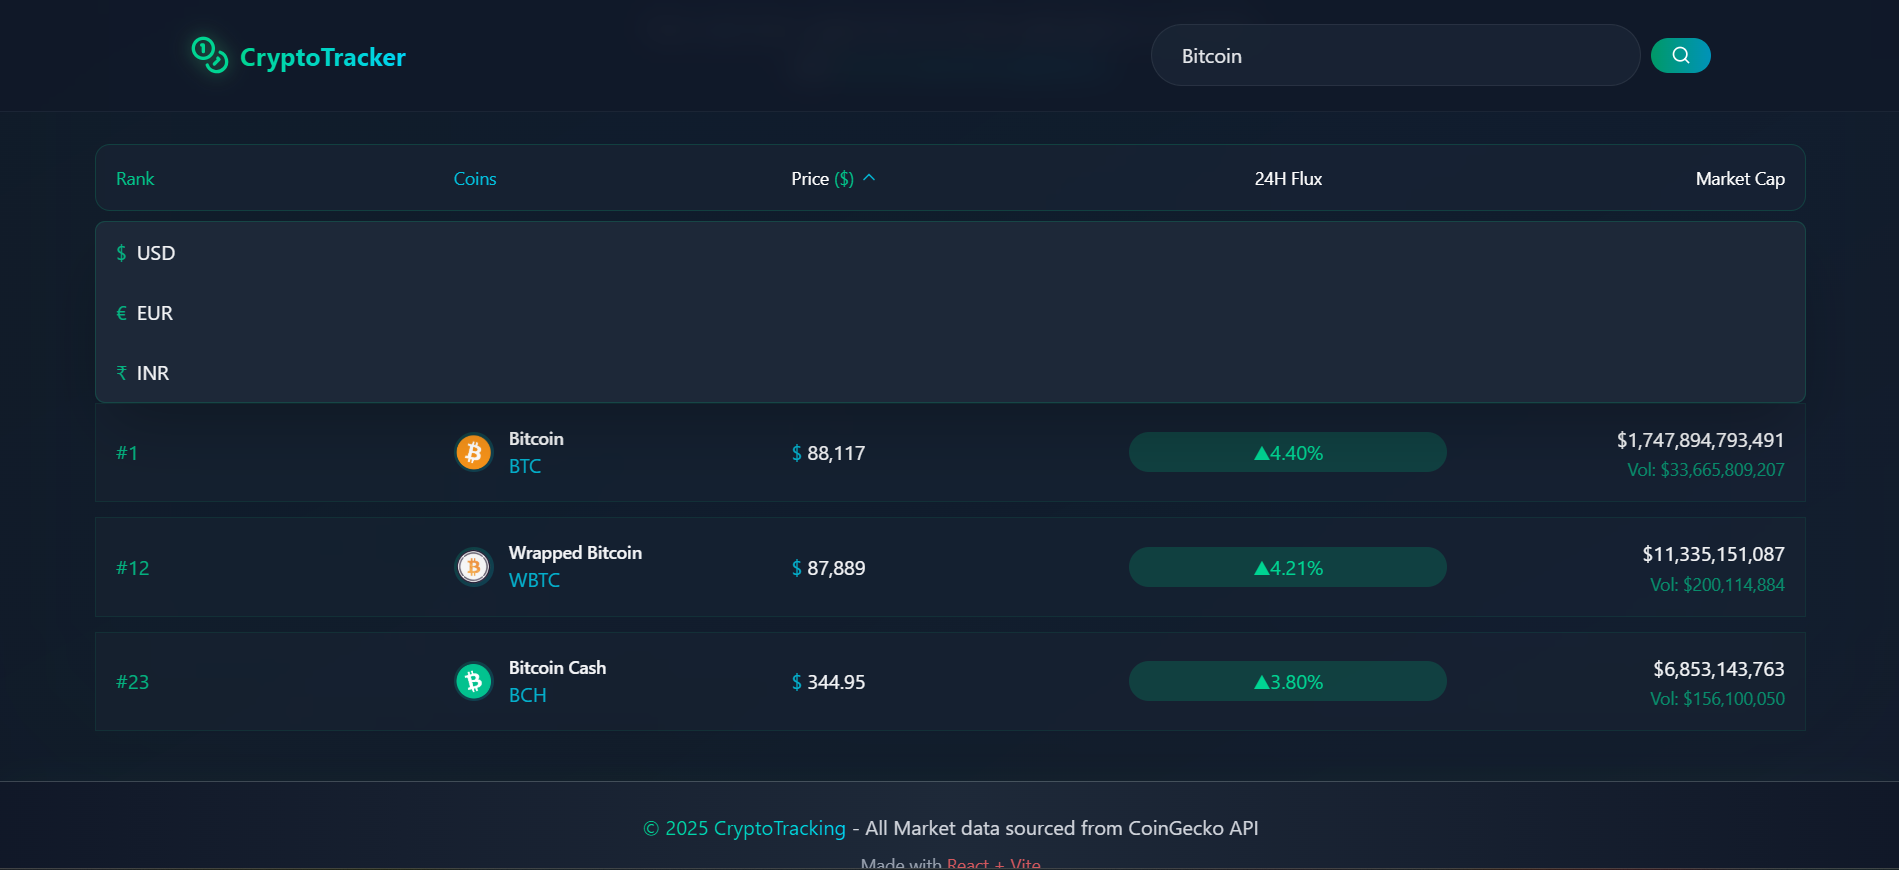 CryptoTracker
Bitcoin
Rank Coins Price ($) 24H Flux Market Cap
$ USD
€ EUR
₹ INR
#1 Bitcoin BTC $ 88,117 ▲4.40% $1,747,894,793,491
Vol: $33,665,809,207
#12 Wrapped Bitcoin WBTC $ 87,889 ▲4.21% $11,335,151,087
Vol: $200,114,884
#23 Bitcoin Cash BCH $ 344.95 ▲3.80% $6,853,143,763
Vol: $156,100,050
© 2025 CryptoTracking - All Market data sourced from CoinGecko API
Made with React + Vite